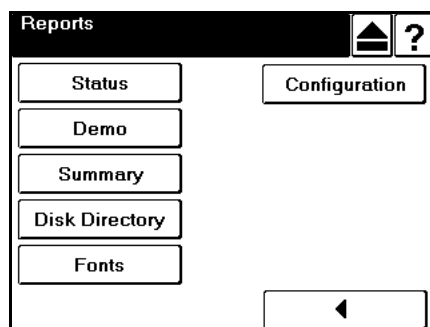 Reports
?
Status
Configuration
Demo
Summary
Disk Directory
Fonts